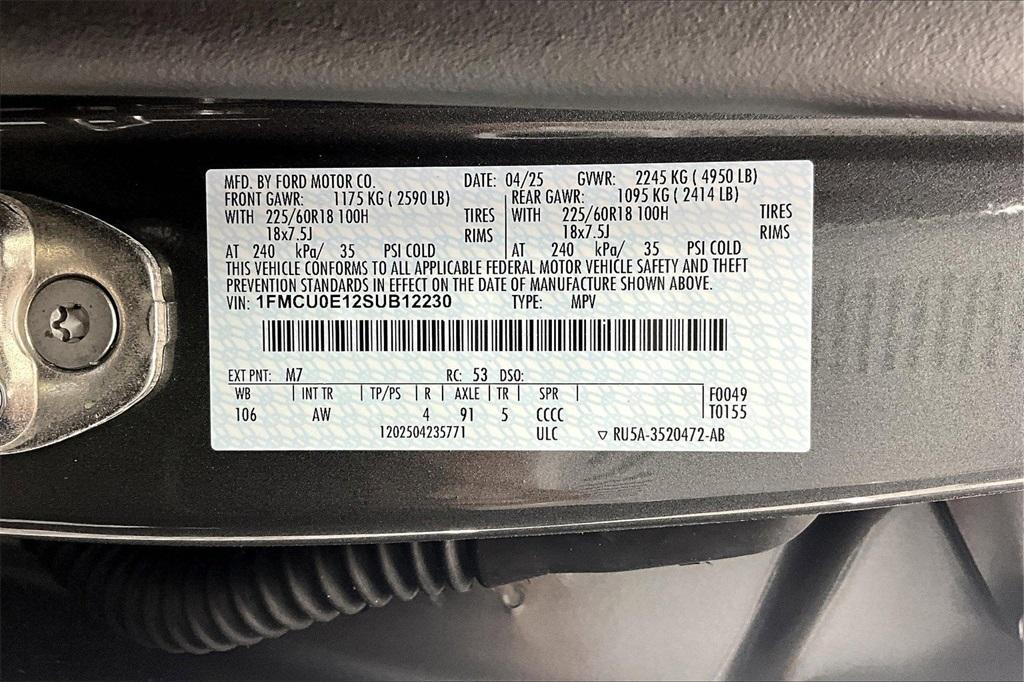 MFD. BY FORD MOTOR CO. DATE: 04/25 GVWR: 2245 KG ( 4950 LB)
FRONT GAWR: 1175 KG ( 2590 LB) REAR GAWR: 1095 KG ( 2414 LB)
WITH 225/60R18 100H TIRES WITH 225/60R18 100H TIRES
18x7.5J RIMS 18x7.5J RIMS
AT 240 kPa/ 35 PSI COLD AT 240 kPa/ 35 PSI COLD
THIS VEHICLE CONFORMS TO ALL APPLICABLE FEDERAL MOTOR VEHICLE SAFETY AND THEFT
PREVENTION STANDARDS IN EFFECT ON THE DATE OF MANUFACTURE SHOWN ABOVE.
VIN: 1FMCU0E12SUB12230 TYPE: MPV
EXT PNT: M7 RC: 53 DSO:
WB INT TR TP/PS R AXLE TR SPR F0049
106 AW 4 91 5 CCCC T0155
1202504235771 ULC ▽ RU5A-3520472-AB